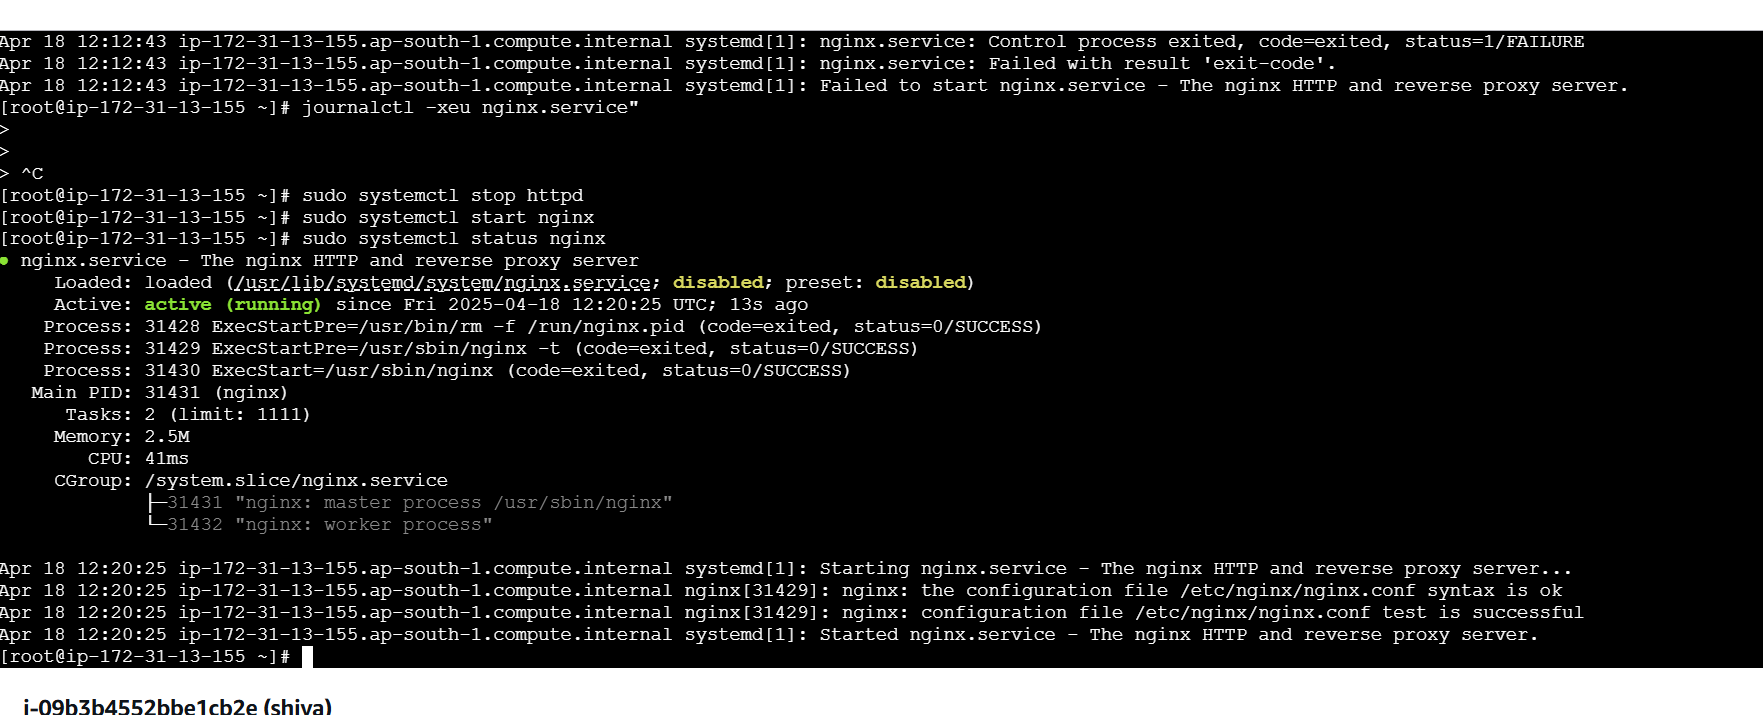 Apr 18 12:12:43 ip-172-31-13-155.ap-south-1.compute.internal systemd[1]: nginx.service: Control process exited, code=exited, status=1/FAILURE
Apr 18 12:12:43 ip-172-31-13-155.ap-south-1.compute.internal systemd[1]: nginx.service: Failed with result 'exit-code'.
Apr 18 12:12:43 ip-172-31-13-155.ap-south-1.compute.internal systemd[1]: Failed to start nginx.service - The nginx HTTP and reverse proxy server.
[root@ip-172-31-13-155 ~]# journalctl -xeu nginx.service"
>
>
> ^C
[root@ip-172-31-13-155 ~]# sudo systemctl stop httpd
[root@ip-172-31-13-155 ~]# sudo systemctl start nginx
[root@ip-172-31-13-155 ~]# sudo systemctl status nginx
● nginx.service - The nginx HTTP and reverse proxy server
     Loaded: loaded (/usr/lib/systemd/system/nginx.service; disabled; preset: disabled)
     Active: active (running) since Fri 2025-04-18 12:20:25 UTC; 13s ago
    Process: 31428 ExecStartPre=/usr/bin/rm -f /run/nginx.pid (code=exited, status=0/SUCCESS)
    Process: 31429 ExecStartPre=/usr/sbin/nginx -t (code=exited, status=0/SUCCESS)
    Process: 31430 ExecStart=/usr/sbin/nginx (code=exited, status=0/SUCCESS)
   Main PID: 31431 (nginx)
      Tasks: 2 (limit: 1111)
     Memory: 2.5M
        CPU: 41ms
     CGroup: /system.slice/nginx.service
             ├─31431 "nginx: master process /usr/sbin/nginx"
             └─31432 "nginx: worker process"
Apr 18 12:20:25 ip-172-31-13-155.ap-south-1.compute.internal systemd[1]: Starting nginx.service - The nginx HTTP and reverse proxy server...
Apr 18 12:20:25 ip-172-31-13-155.ap-south-1.compute.internal nginx[31429]: nginx: the configuration file /etc/nginx/nginx.conf syntax is ok
Apr 18 12:20:25 ip-172-31-13-155.ap-south-1.compute.internal nginx[31429]: nginx: configuration file /etc/nginx/nginx.conf test is successful
Apr 18 12:20:25 ip-172-31-13-155.ap-south-1.compute.internal systemd[1]: Started nginx.service - The nginx HTTP and reverse proxy server.
[root@ip-172-31-13-155 ~]#
i-09b3b4552bbe1cb2e (shiva)